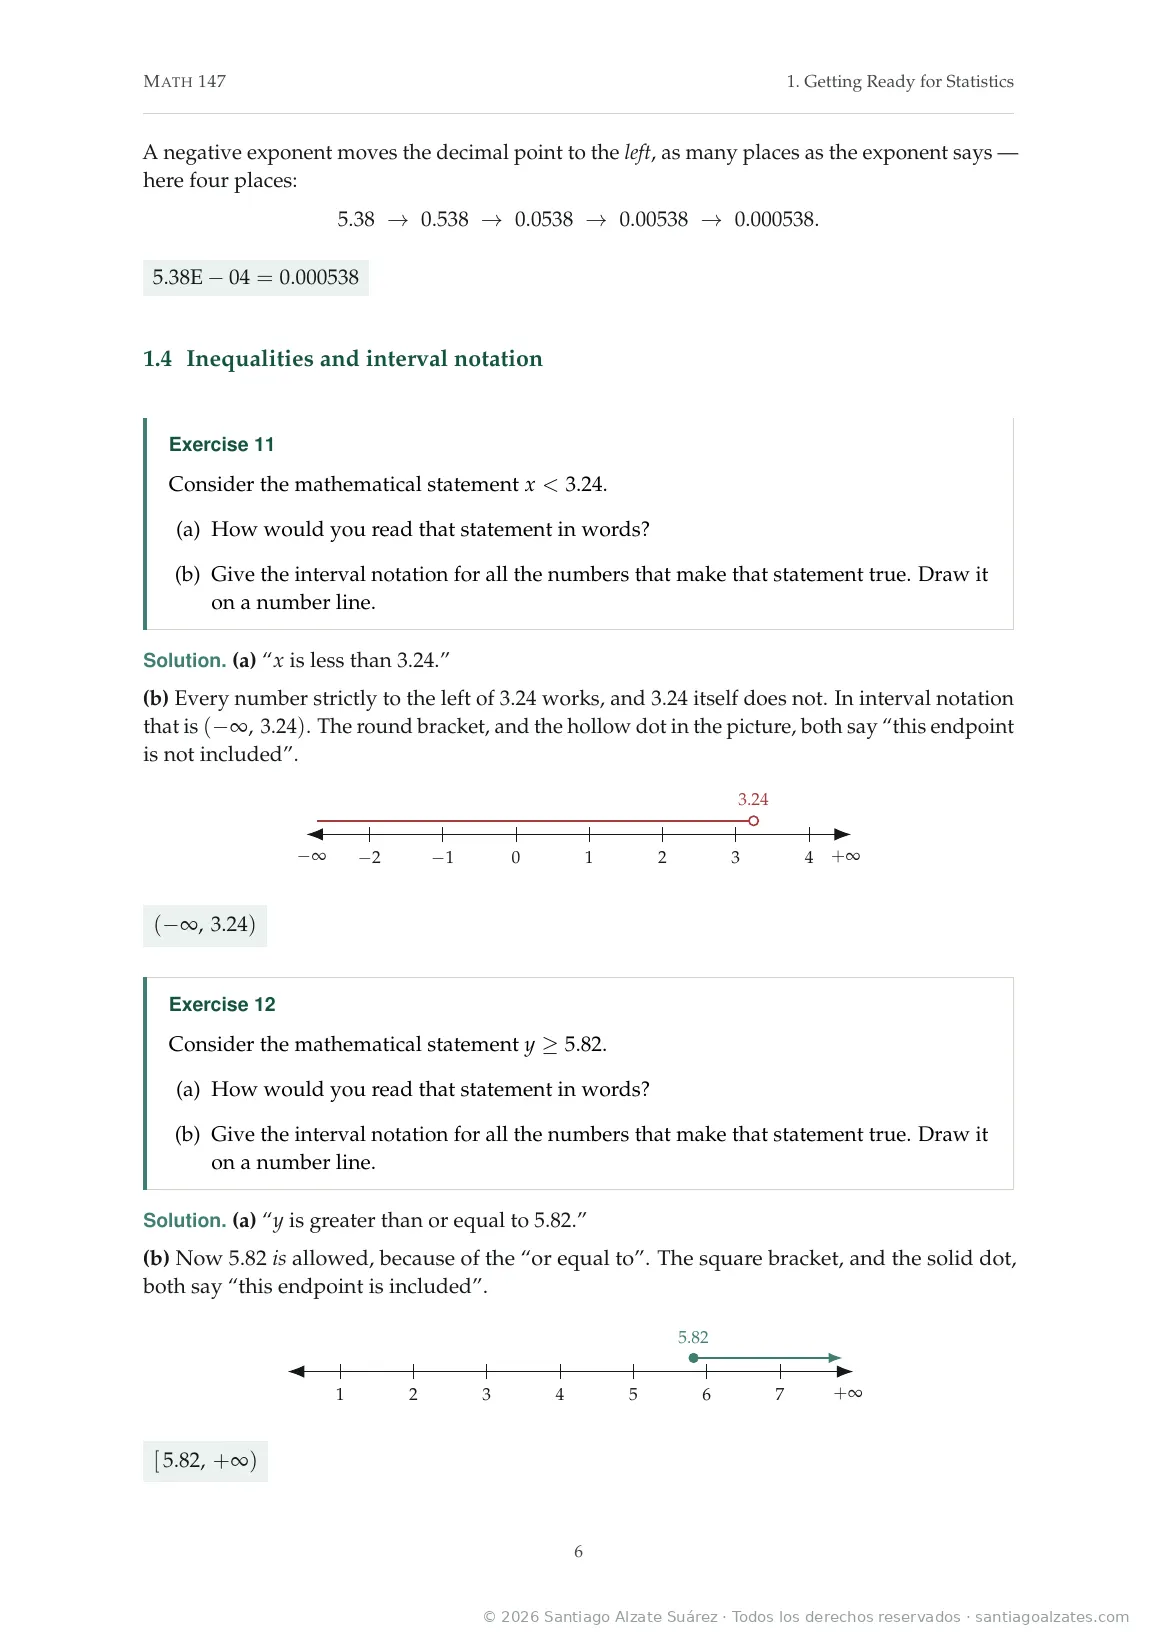 MATH 147
1. Getting Ready for Statistics
A negative exponent moves the decimal point to the left, as many places as the exponent says —
here four places:
5.38 → 0.538 → 0.0538 → 0.00538 → 0.000538.
5.38E − 04 = 0.000538
1.4 Inequalities and interval notation
Exercise 11
Consider the mathematical statement x < 3.24.
(a) How would you read that statement in words?
(b) Give the interval notation for all the numbers that make that statement true. Draw it
on a number line.
Solution. (a) “x is less than 3.24.”
(b) Every number strictly to the left of 3.24 works, and 3.24 itself does not. In interval notation
that is (−∞, 3.24). The round bracket, and the hollow dot in the picture, both say “this endpoint
is not included”.
3.24
−∞ −2 −1 0 1 2 3 4 +∞
(−∞, 3.24)
Exercise 12
Consider the mathematical statement y ≥ 5.82.
(a) How would you read that statement in words?
(b) Give the interval notation for all the numbers that make that statement true. Draw it
on a number line.
Solution. (a) “y is greater than or equal to 5.82.”
(b) Now 5.82 is allowed, because of the “or equal to”. The square bracket, and the solid dot,
both say “this endpoint is included”.
5.82
1 2 3 4 5 6 7 +∞
[5.82, +∞)
6
© 2026 Santiago Alzate Suárez · Todos los derechos reservados · santiagoalzates.com